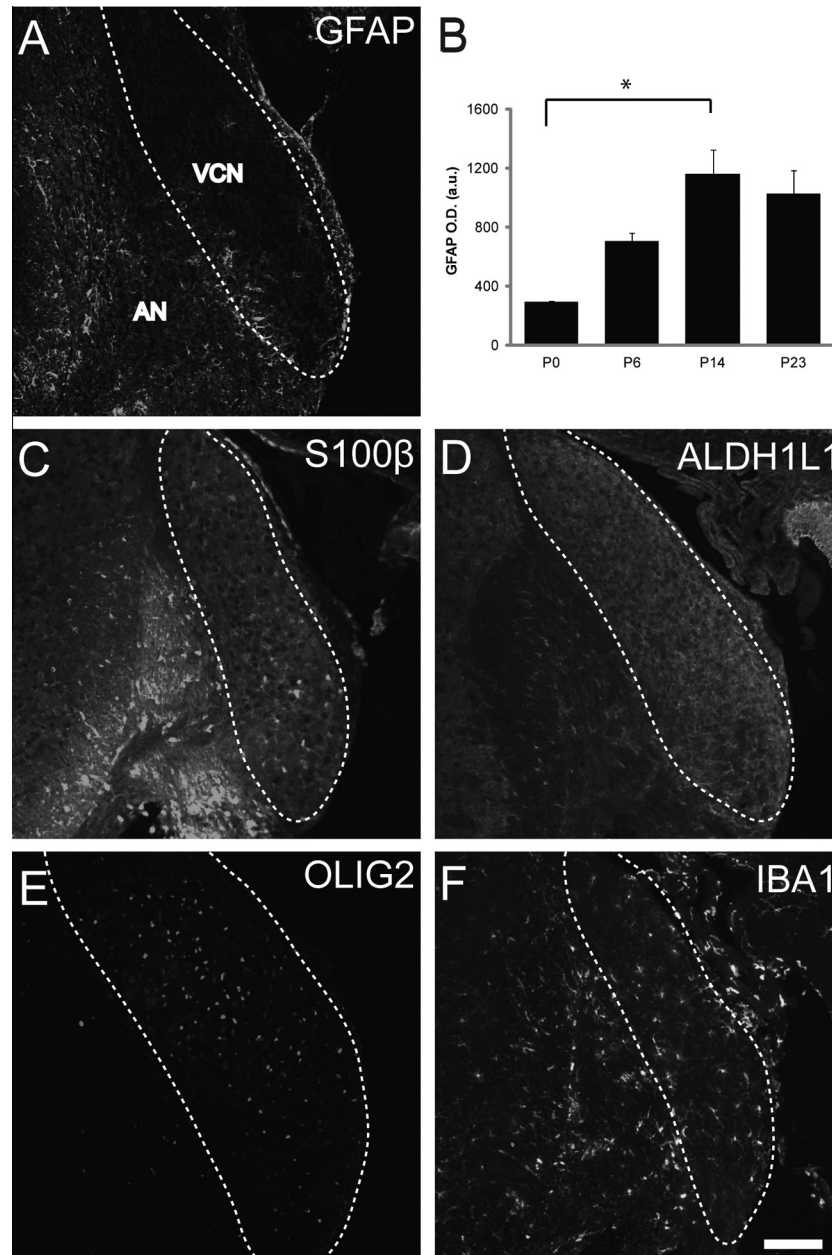 A
GFAP
VCN
AN
B
*
GFAP O.D. (a.u.)
1600
1200
800
400
0
P0
P6
P14
P23
C
S100β
D
ALDH1L1
E
OLIG2
F
IBA1